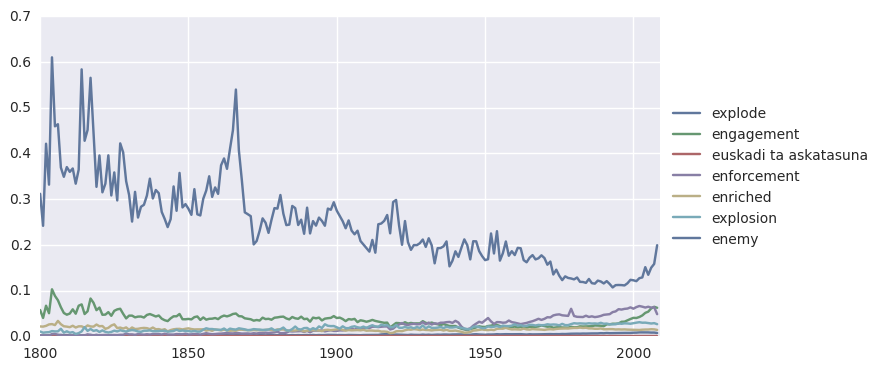 0.7
0.6
0.5
0.4
0.3
0.2
0.1
0.0
1800 1850 1900 1950 2000
explode
engagement
euskadi ta askatasuna
enforcement
enriched
explosion
enemy